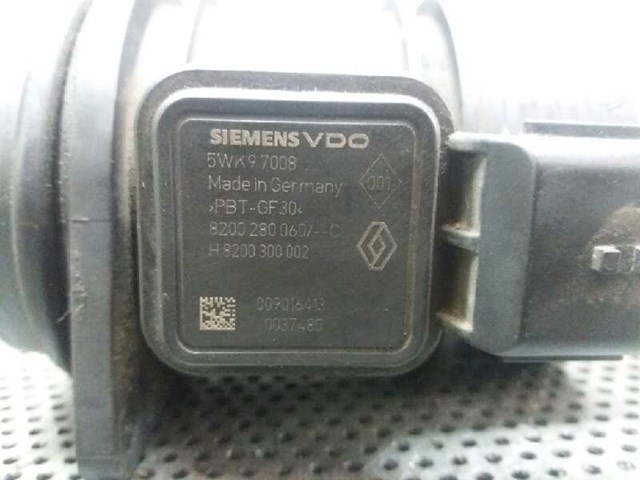 SIEMENS VDO
5WK9 7008
Made in Germany 001
>PBT-GF30<
8200 280 060/--C
H 8200 300 002
009016413
0037480